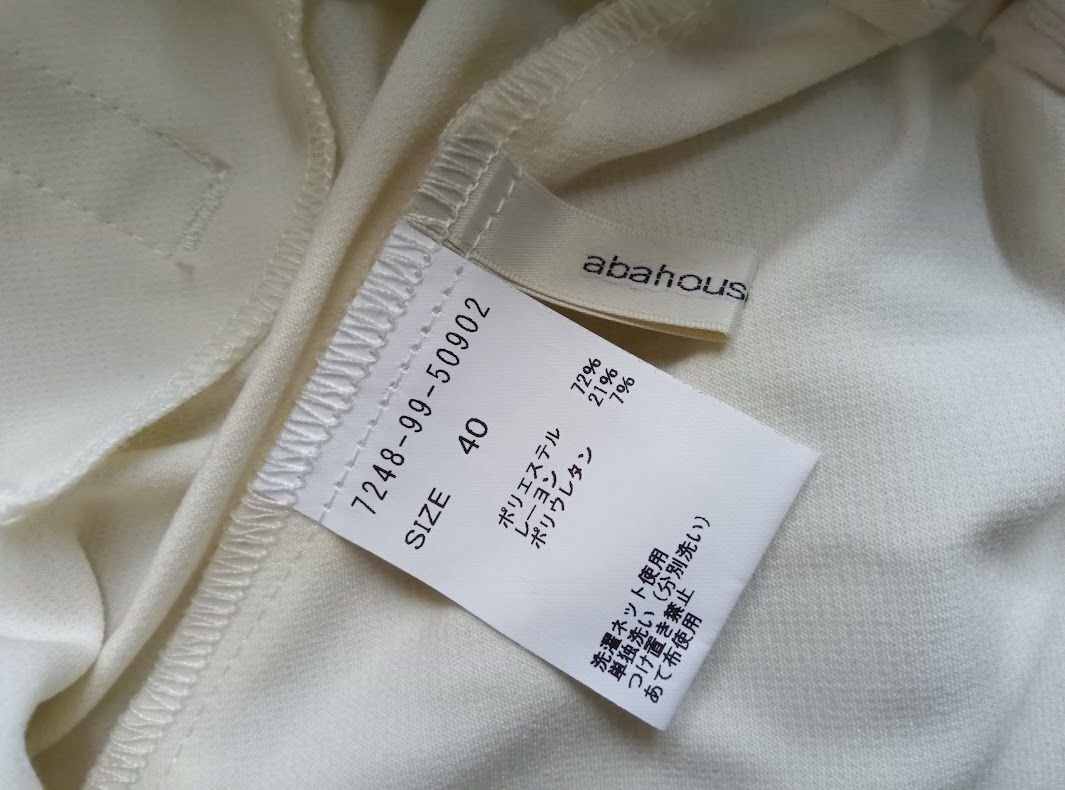 abahous
7248-99-50902
SIZE 40
ポリエステル 72%
レーヨン 21%
ポリウレタン 7%
洗濯ネット使用
単独洗い(分別洗い)
つけ置き禁止
あて布使用